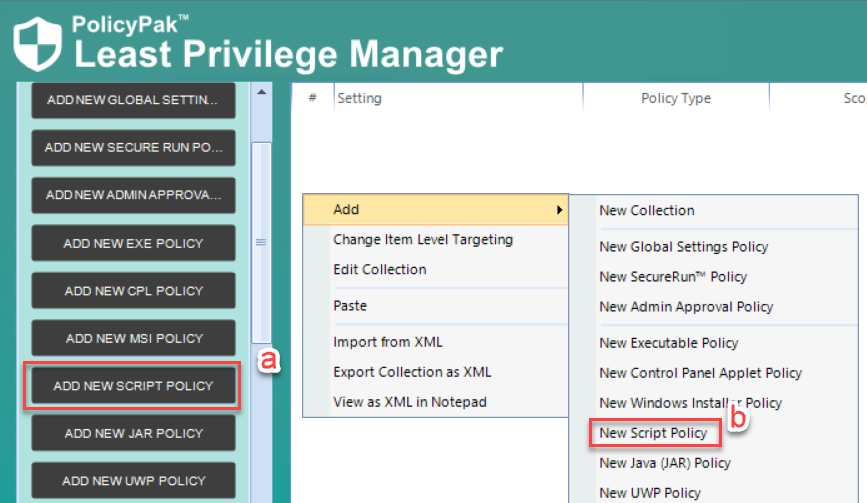 PolicyPak™
Least Privilege Manager
ADD NEW GLOBAL SETTIN...
ADD NEW SECURE RUN PO...
ADD NEW ADMIN APPROVA...
ADD NEW EXE POLICY
ADD NEW CPL POLICY
ADD NEW MSI POLICY
a
ADD NEW SCRIPT POLICY
ADD NEW JAR POLICY
ADD NEW UWP POLICY
# Setting Policy Type Sco
Add
Change Item Level Targeting
Edit Collection
Paste
Import from XML
Export Collection as XML
View as XML in Notepad
New Collection
New Global Settings Policy
New SecureRun™ Policy
New Admin Approval Policy
New Executable Policy
New Control Panel Applet Policy
New Windows Installer Policy
b
New Script Policy
New Java (JAR) Policy
New UWP Policy